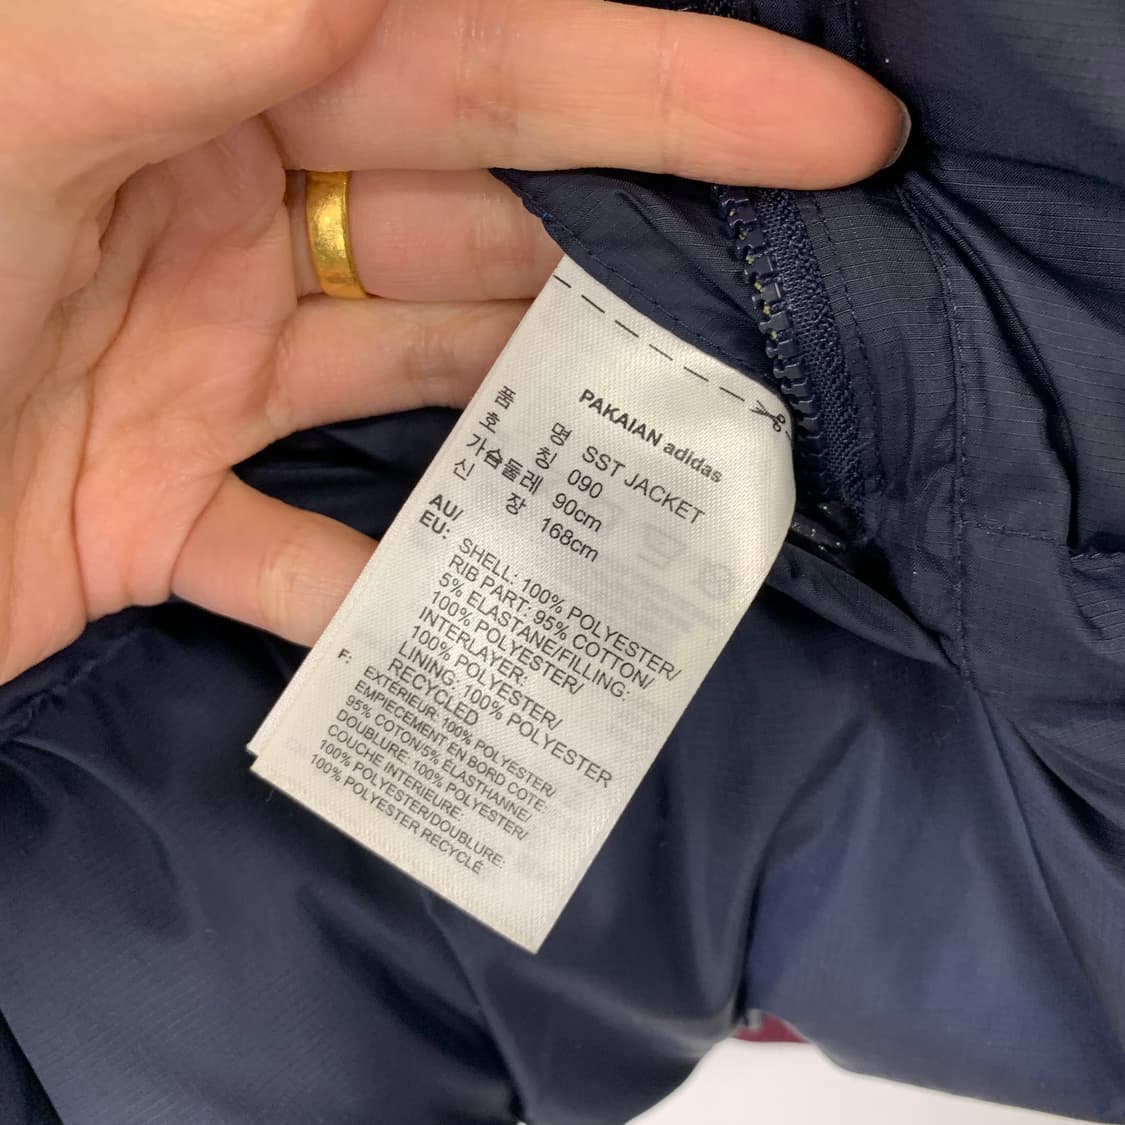 PAKAIAN adidas
품 명 SST JACKET
호 칭 090
가슴둘레 90cm
신 장 168cm
AU/
EU: SHELL: 100% POLYESTER/
RIB PART: 95% COTTON/
5% ELASTANE/FILLING:
100% POLYESTER/
INTERLAYER:
100% POLYESTER/
LINING: 100% POLYESTER
RECYCLED
F: EXTÉRIEUR: 100% POLYESTER/
EMPIECEMENT EN BORD COTE:
95% COTON/5% ÉLASTHANNE/
DOUBLURE: 100% POLYESTER/
COUCHE INTERIEURE:
100% POLYESTER/DOUBLURE:
100% POLYESTER RECYCLÉ